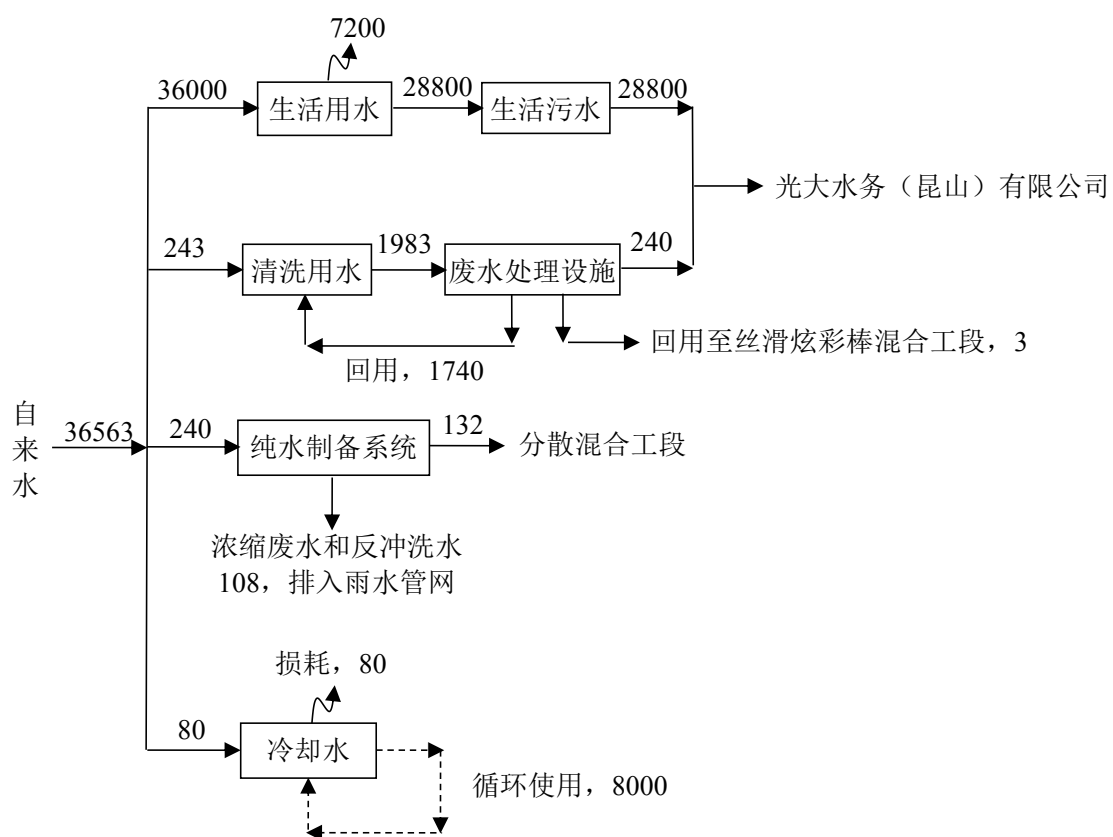 7200
36000
生活用水
28800
生活污水
28800
光大水务（昆山）有限公司
243
清洗用水
1983
废水处理设施
240
回用，1740
回用至丝滑炫彩棒混合工段，3
自来水
36563
240
纯水制备系统
132
分散混合工段
浓缩废水和反冲洗水
108，排入雨水管网
损耗，80
80
冷却水
循环使用，8000